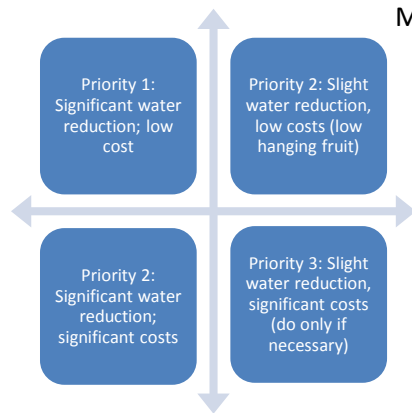 M
Priority 1:
Significant water
reduction; low
cost
Priority 2: Slight
water reduction,
low costs (low
hanging fruit)
Priority 2:
Significant water
reduction;
significant costs
Priority 3: Slight
water reduction,
significant costs
(do only if
necessary)